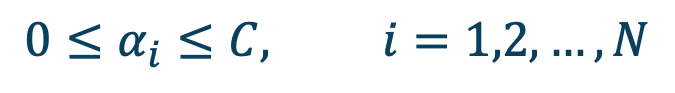 0 ≤ αᵢ ≤ C, i = 1,2, … , N